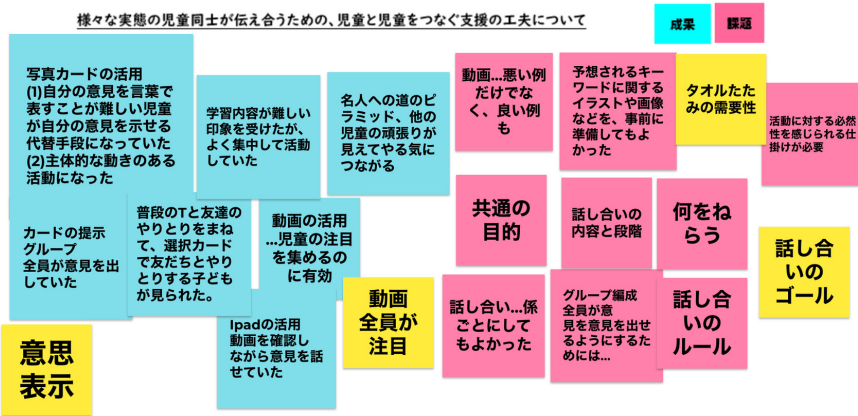 様々な実態の児童同士が伝え合うための、児童と児童をつなぐ支援の工夫について
成果
課題
写真カードの活用
(1)自分の意見を言葉で
表すことが難しい児童
が自分の意見を示せる
代替手段になっていた
(2)主体的な動きのある
活動になった
学習内容が難しい
印象を受けたが、
よく集中して活動
していた
名人への道のピ
ラミッド、他の
児童の頑張りが
見えてやる気に
つながる
動画...悪い例
だけでな
く、良い例
も
予想されるキー
ワードに関する
イラストや画像
などを、事前に
準備してもよ
かった
タオルたた
みの需要性
活動に対する必然
性を感じられる仕
掛けが必要
カードの提示
グループ
全員が意見を出
していた
普段のTと友達の
やりとりをまね
て、選択カード
で友だちとやり
とりする子ども
が見られた。
動画の活用
...児童の注目
を集めるの
に有効
共通の
目的
話し合いの
内容と段階
何をね
らう
話し合
いの
ゴール
意思
表示
Ipadの活用
動画を確認し
ながら意見を話
せていた
動画
全員が
注目
話し合い...係
ごとにして
もよかった
グループ編成
全員が意
見を意見を出せ
るようにするた
めには...
話し合
いの
ルール